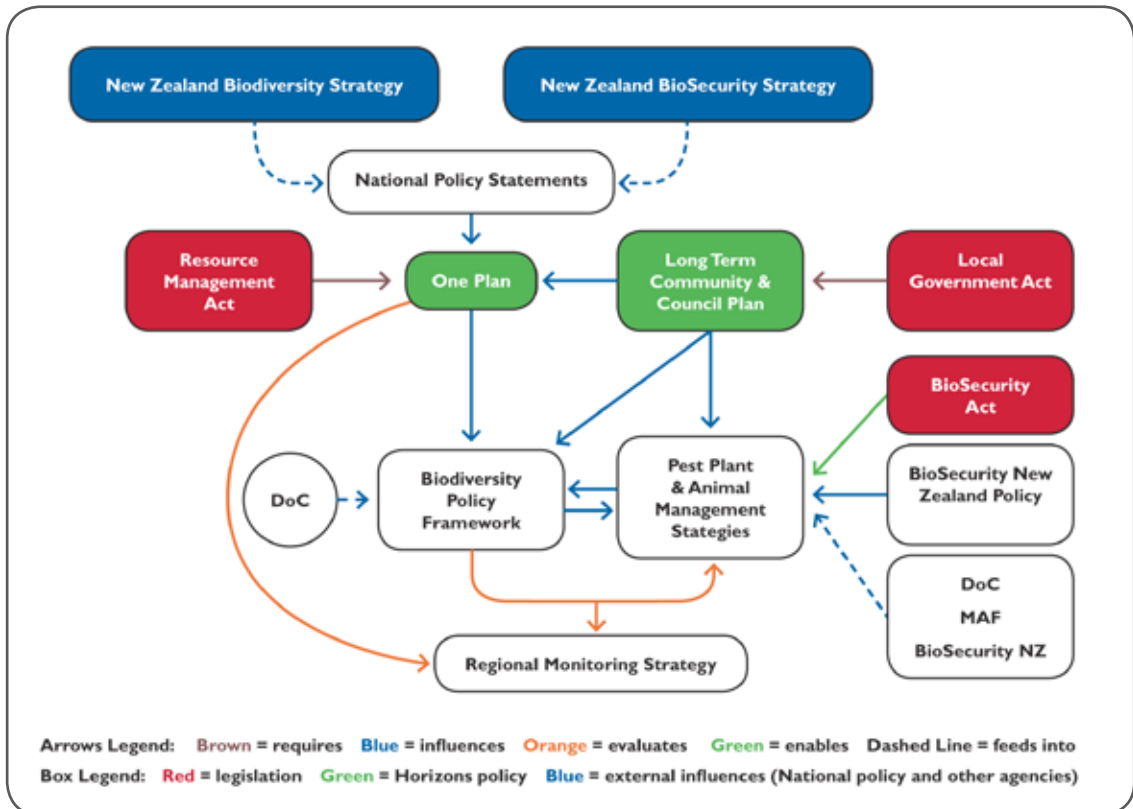 New Zealand Biodiversity Strategy
New Zealand BioSecurity Strategy
National Policy Statements
Resource
Management
Act
One Plan
Long Term
Community &
Council Plan
Local
Government Act
BioSecurity
Act
DoC
Biodiversity
Policy
Framework
Pest Plant
& Animal
Management
Stategies
BioSecurity New
Zealand Policy
DoC
MAF
BioSecurity NZ
Regional Monitoring Strategy
Arrows Legend: Brown = requires Blue = influences Orange = evaluates Green = enables Dashed Line = feeds into
Box Legend: Red = legislation Green = Horizons policy Blue = external influences (National policy and other agencies)